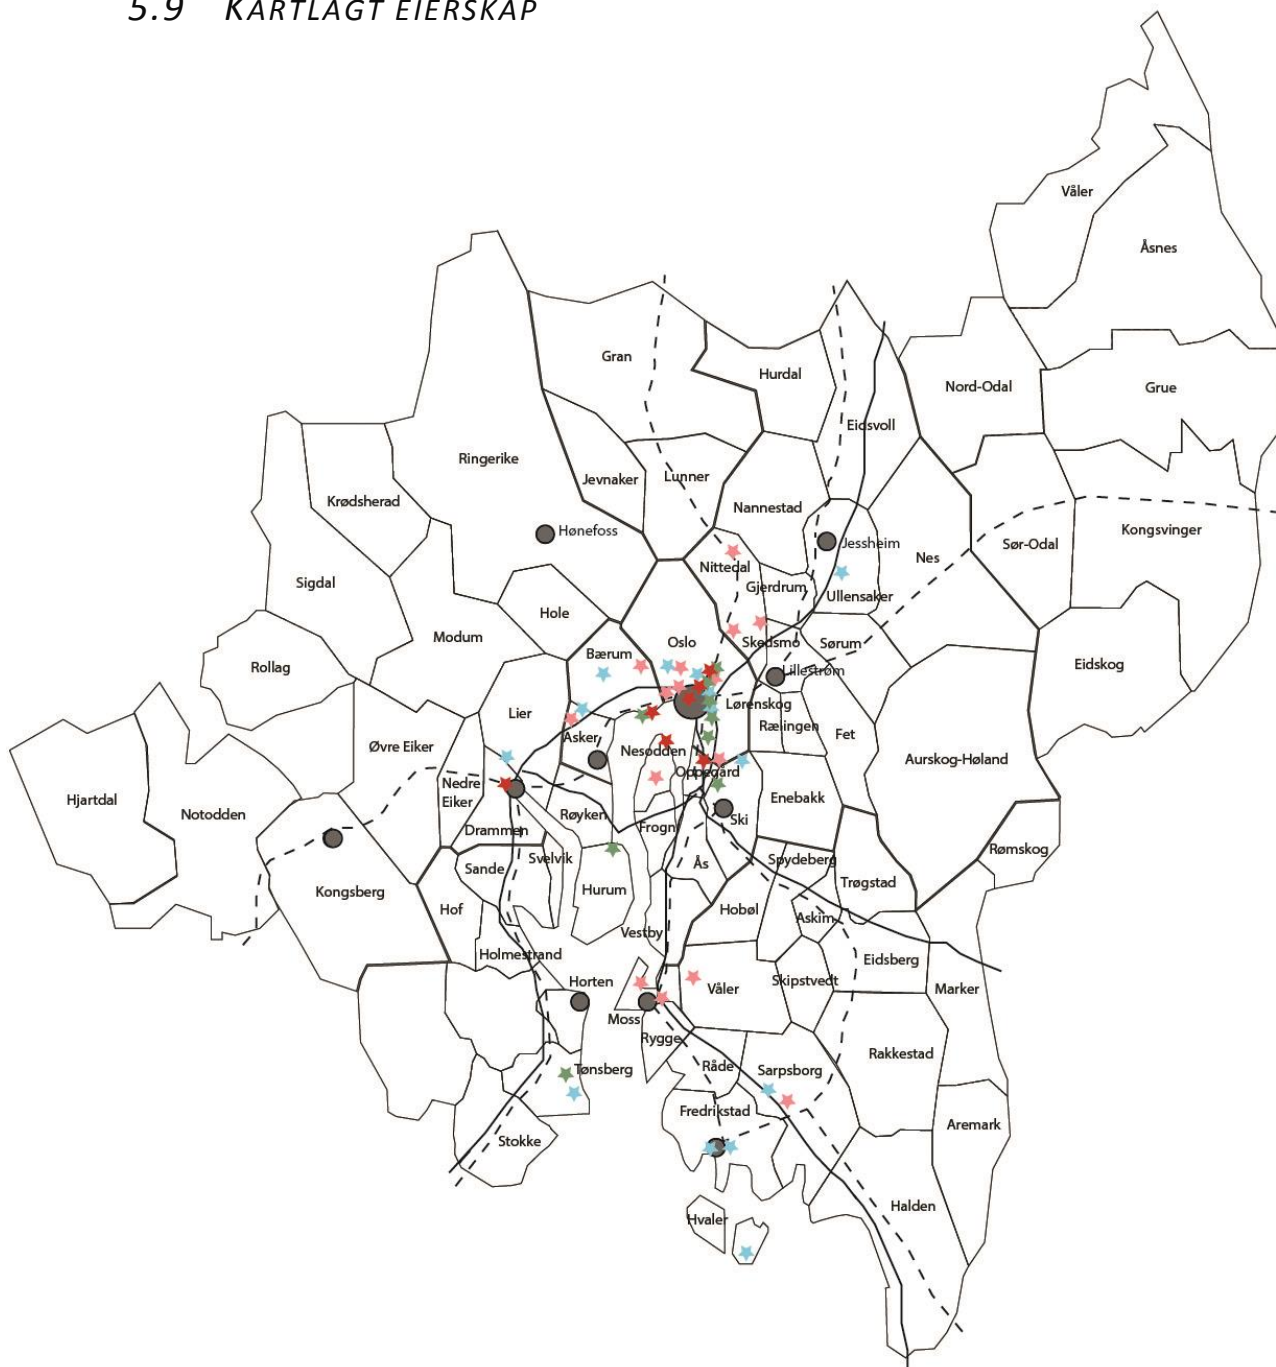 5.9 KARTLAGT EIERSKAP
Våler
Åsnes
Gran
Hurdal
Nord-Odal
Grue
Eidsvoll
Ringerike
Jevnaker
Lunner
Krødsherad
Nannestad
Hønefoss
Jessheim
Sør-Odal
Kongsvinger
Nes
Nittedal
Gjerdrum
Ullensaker
Sigdal
Hole
Modum
Oslo
Skedsmo
Sørum
Bærum
Rollag
Lillestrøm
Eidskog
Lier
Lørenskog
Rælingen
Fet
Asker
Øvre Eiker
Nesodden
Aurskog-Høland
Oppegård
Hjartdal
Notodden
Nedre
Eiker
Enebakk
Røyken
Ski
Drammen
Frogn
Rømskog
Svelvik
Spydeberg
Sande
Ås
Trøgstad
Kongsberg
Hurum
Hof
Hobøl
Askim
Vestby
Holmestrand
Eidsberg
Horten
Våler
Skipstvedt
Marker
Moss
Rygge
Rakkestad
Tønsberg
Råde
Sarpsborg
Fredrikstad
Aremark
Stokke
Halden
Hvaler